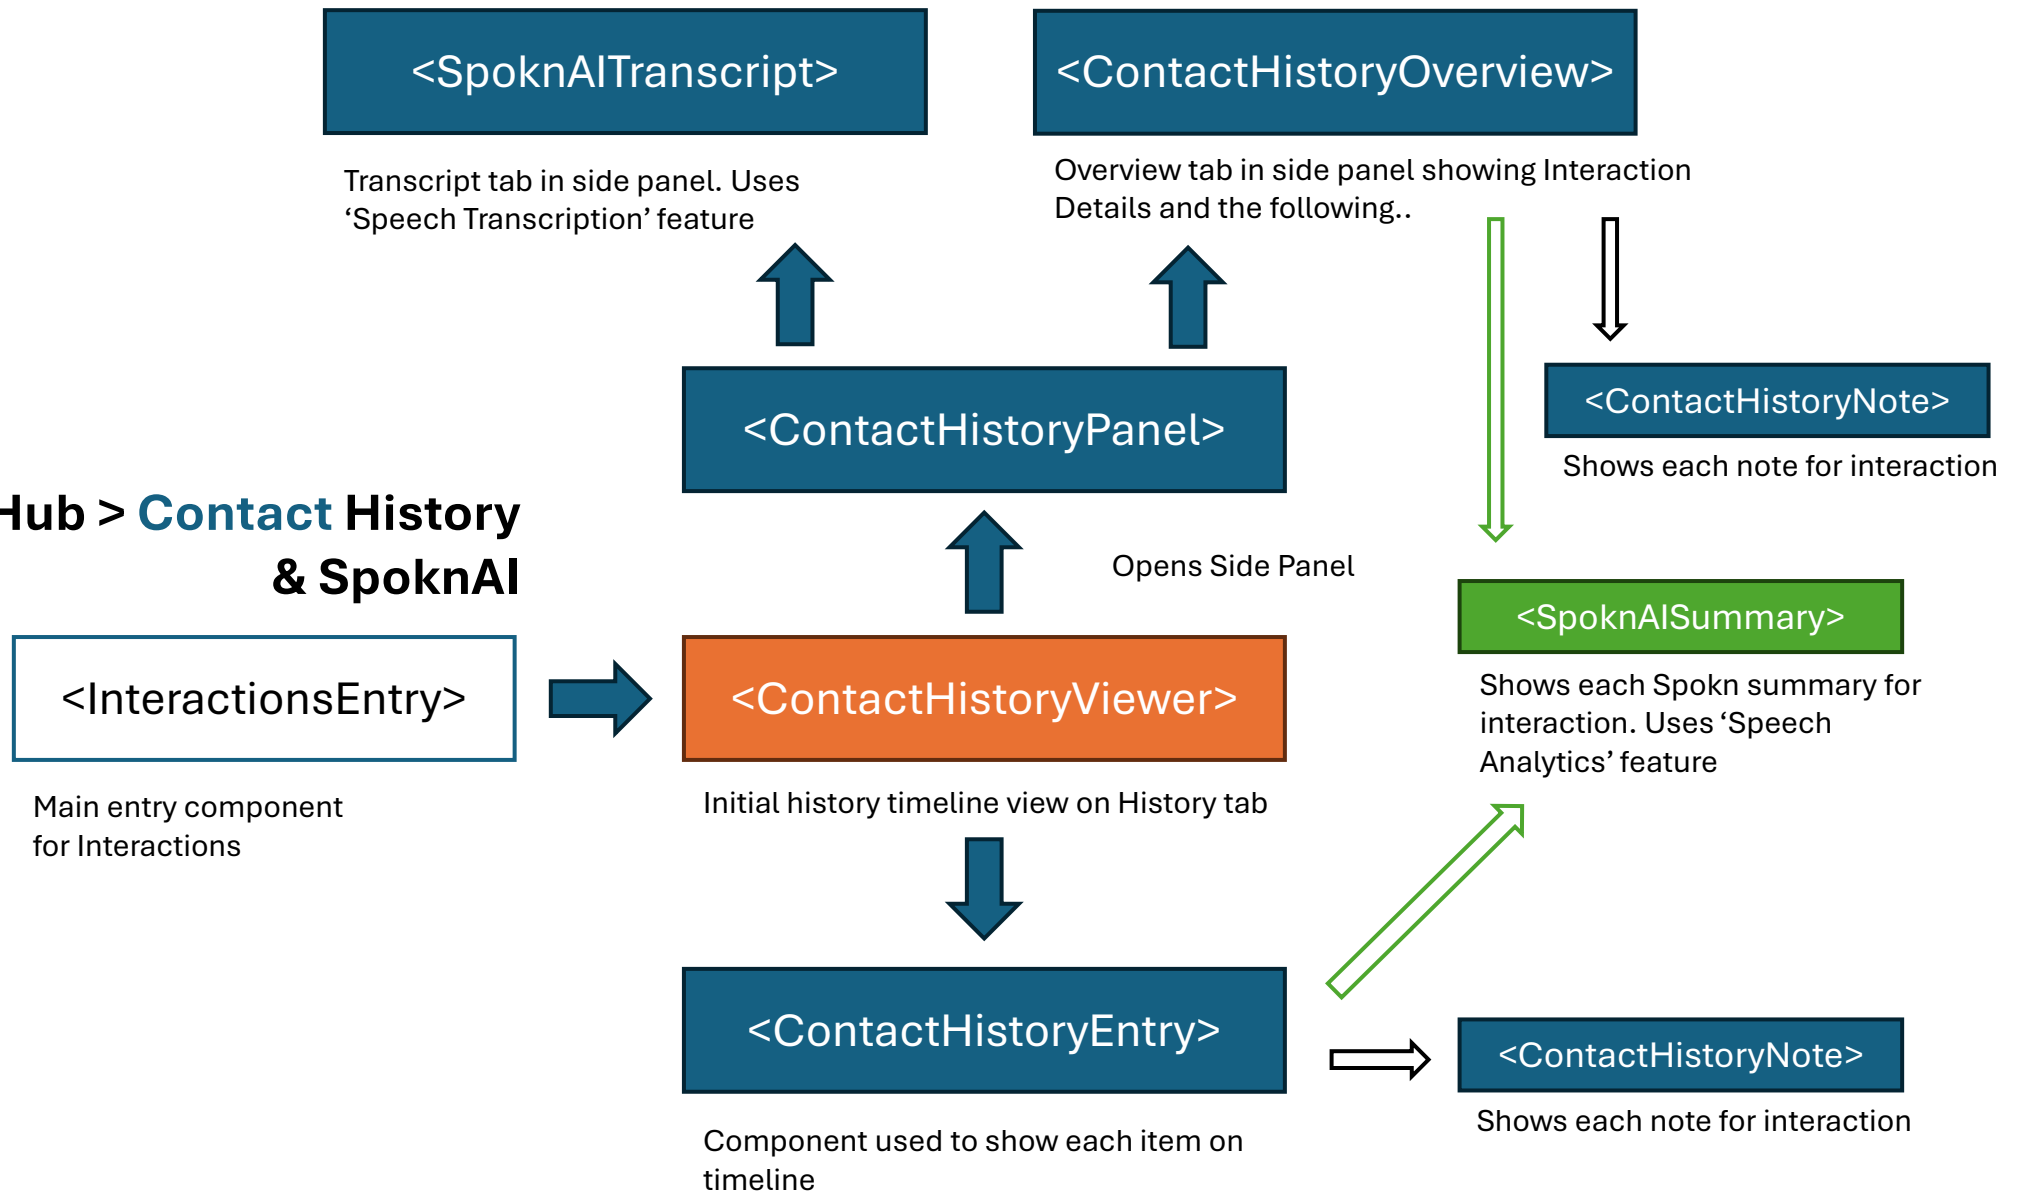 <SpoknAITranscript>
<ContactHistoryOverview>
Transcript tab in side panel. Uses
‘Speech Transcription’ feature
Overview tab in side panel showing Interaction
Details and the following..
<ContactHistoryPanel>
<ContactHistoryNote>
Shows each note for interaction
Hub > Contact History
& SpoknAI
Opens Side Panel
<InteractionsEntry>
<ContactHistoryViewer>
<SpoknAISummary>
Shows each Spokn summary for
interaction. Uses ‘Speech
Analytics’ feature
Main entry component
for Interactions
Initial history timeline view on History tab
<ContactHistoryEntry>
<ContactHistoryNote>
Shows each note for interaction
Component used to show each item on
timeline